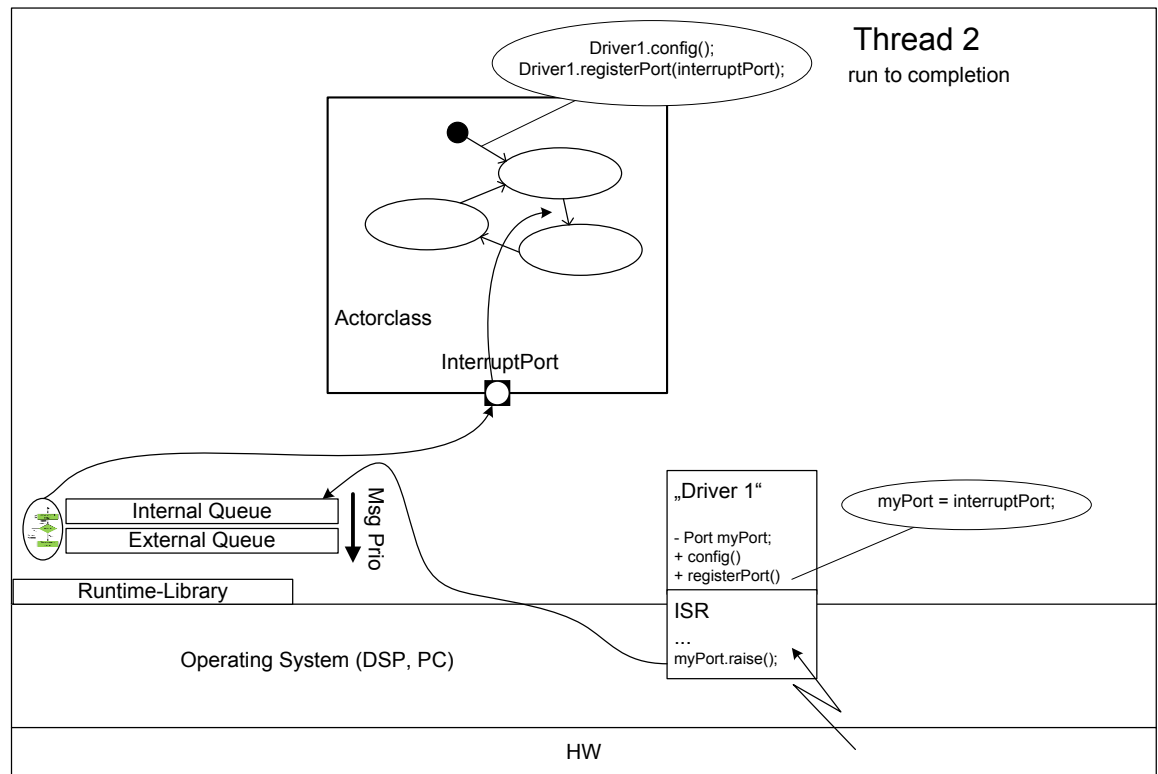 Driver1.config();
Driver1.registerPort(interruptPort);
Thread 2
run to completion
Actorclass
InterruptPort
Internal Queue
External Queue
Msg Prio
Runtime-Library
„Driver 1“
- Port myPort;
+ config()
+ registerPort()
myPort = interruptPort;
ISR
...
myPort.raise();
Operating System (DSP, PC)
HW